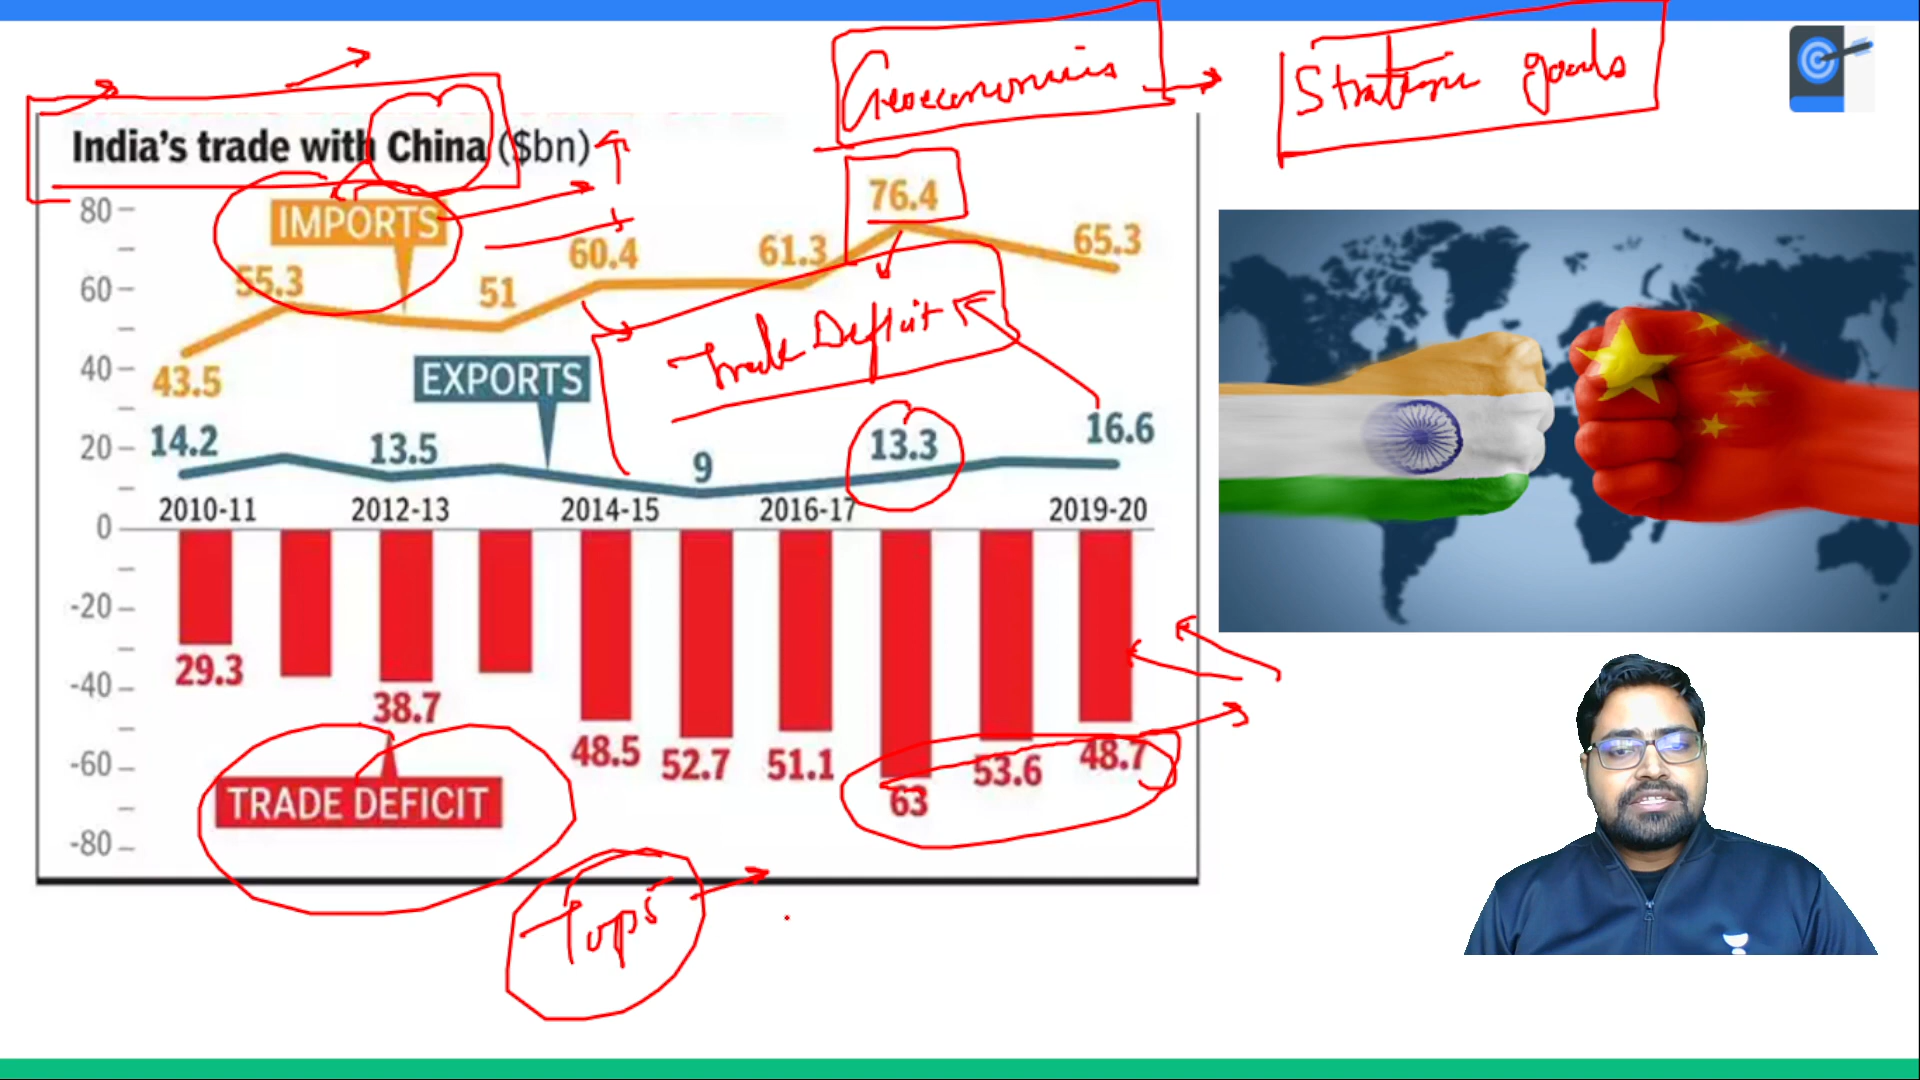 Geoeconomics
Strategic goals
India's trade with China ($bn)
IMPORTS
80
60
40
20
0
-20
-40
-60
-80
43.5 55.3 51 60.4 61.3 76.4 65.3
Trade Deficit
EXPORTS
14.2 13.5 9 13.3 16.6
2010-11 2012-13 2014-15 2016-17 2019-20
29.3 38.7 48.5 52.7 51.1 63 53.6 48.7
TRADE DEFICIT